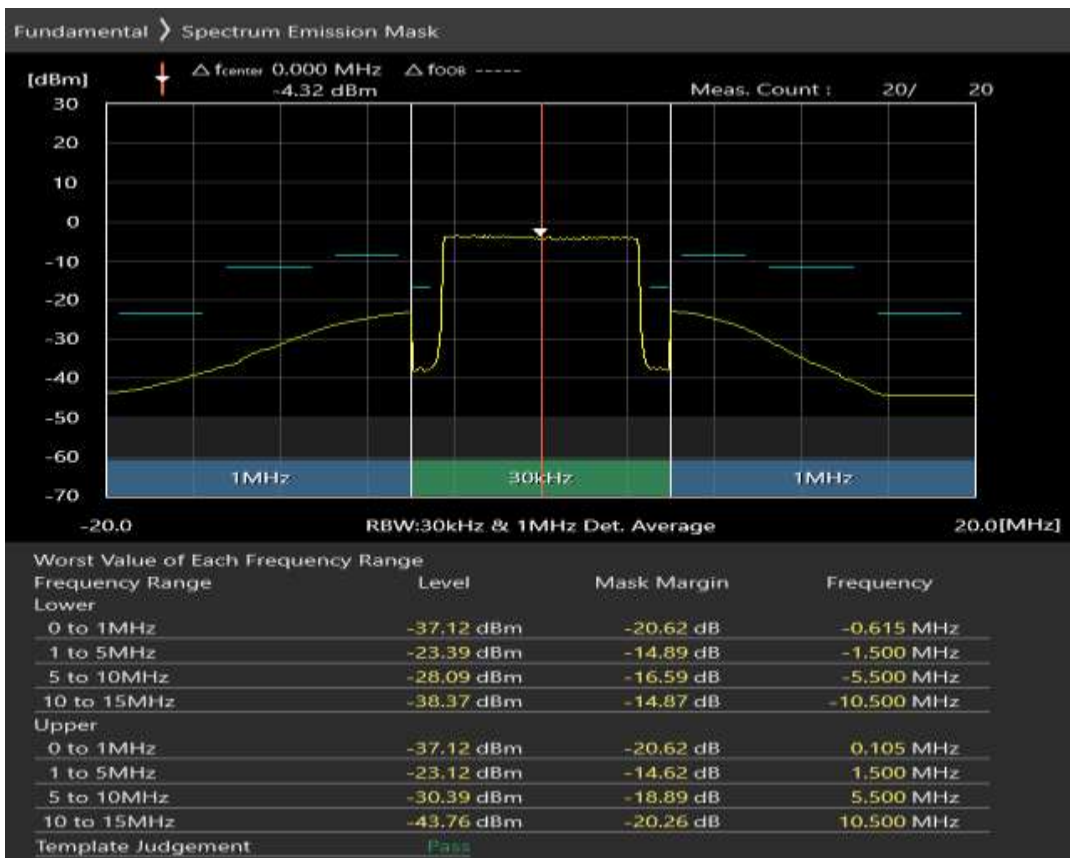 Fundamental ❯ Spectrum Emission Mask
[dBm] △ fcenter 0.000 MHz △ fOOB -----
-4.32 dBm Meas. Count : 20/ 20
30
20
10
0
-10
-20
-30
-40
-50
-60
1MHz 30kHz 1MHz
-70
-20.0 RBW:30kHz & 1MHz Det. Average 20.0[MHz]
Worst Value of Each Frequency Range
Frequency Range Level Mask Margin Frequency
Lower
0 to 1MHz -37.12 dBm -20.62 dB -0.615 MHz
1 to 5MHz -23.39 dBm -14.89 dB -1.500 MHz
5 to 10MHz -28.09 dBm -16.59 dB -5.500 MHz
10 to 15MHz -38.37 dBm -14.87 dB -10.500 MHz
Upper
0 to 1MHz -37.12 dBm -20.62 dB 0.105 MHz
1 to 5MHz -23.12 dBm -14.62 dB 1.500 MHz
5 to 10MHz -30.39 dBm -18.89 dB 5.500 MHz
10 to 15MHz -43.76 dBm -20.26 dB 10.500 MHz
Template Judgement Pass